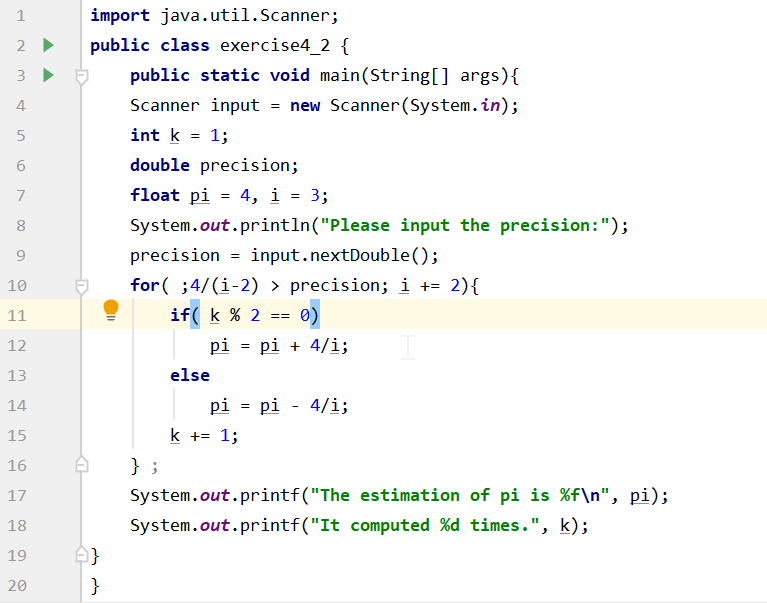 1 import java.util.Scanner;
2 public class exercise4_2 {
3     public static void main(String[] args){
4     Scanner input = new Scanner(System.in);
5     int k = 1;
6     double precision;
7     float pi = 4, i = 3;
8     System.out.println("Please input the precision:");
9     precision = input.nextDouble();
10     for( ;4/(i-2) > precision; i += 2){
11         if( k % 2 == 0)
12             pi = pi + 4/i;
13         else
14             pi = pi - 4/i;
15         k += 1;
16     } ;
17     System.out.printf("The estimation of pi is %f\n", pi);
18     System.out.printf("It computed %d times.", k);
19 }
20 }